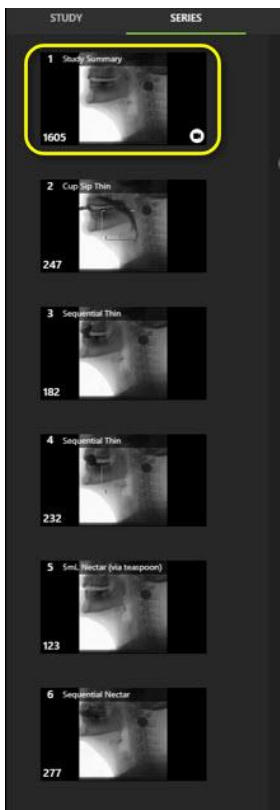 STUDY SERIES
1 Study Summary
1605
2 Cup Sip Thin
247
3 Sequential Thin
182
4 Sequential Thin
232
5 5mL Nectar (via teaspoon)
123
6 Sequential Nectar
277